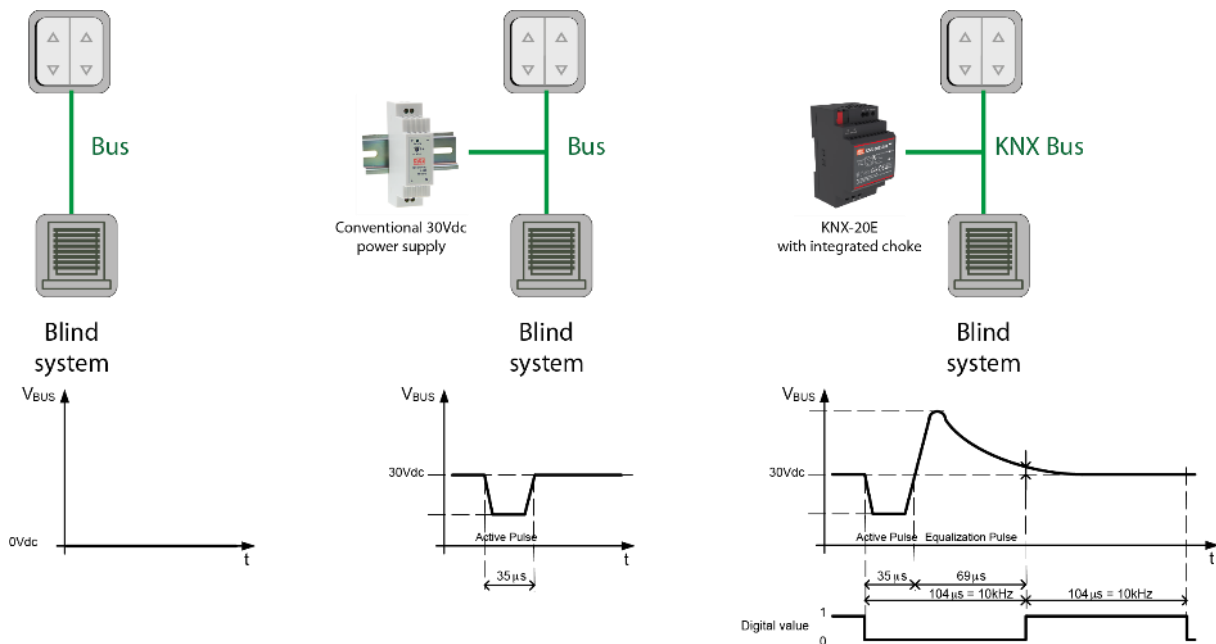 Bus
Blind
system
VBUS
0Vdc
t
Conventional 30Vdc
power supply
Bus
Blind
system
VBUS
30Vdc
Active Pulse
t
35µs
KNX-20E
with integrated choke
KNX Bus
Blind
system
VBUS
30Vdc
Active Pulse
Equalization Pulse
t
35µs
69µs
104µs = 10kHz
104µs = 10kHz
Digital value
1
0